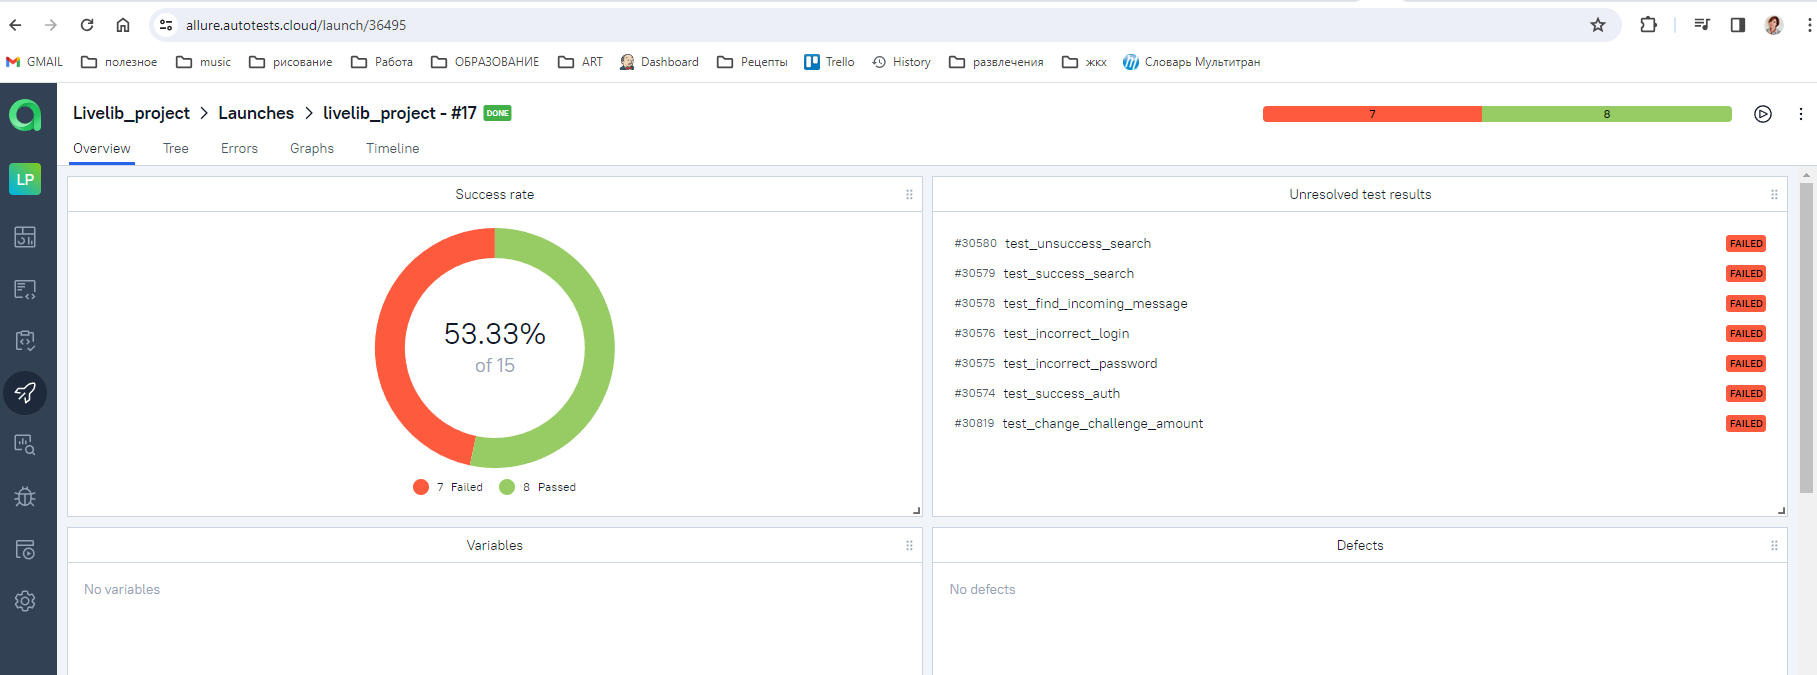 allure.autotests.cloud/launch/36495
GMAIL полезное music рисование Работа ОБРАЗОВАНИЕ ART Dashboard Рецепты Trello History развлечения жкх Словарь Мультитран
Livelib_project > Launches > livelib_project - #17 DONE
7 8
LP
Overview Tree Errors Graphs Timeline
Success rate
53.33%
of 15
7 Failed 8 Passed
Unresolved test results
#30580 test_unsuccess_search FAILED
#30579 test_success_search FAILED
#30578 test_find_incoming_message FAILED
#30576 test_incorrect_login FAILED
#30575 test_incorrect_password FAILED
#30574 test_success_auth FAILED
#30819 test_change_challenge_amount FAILED
Variables
No variables
Defects
No defects